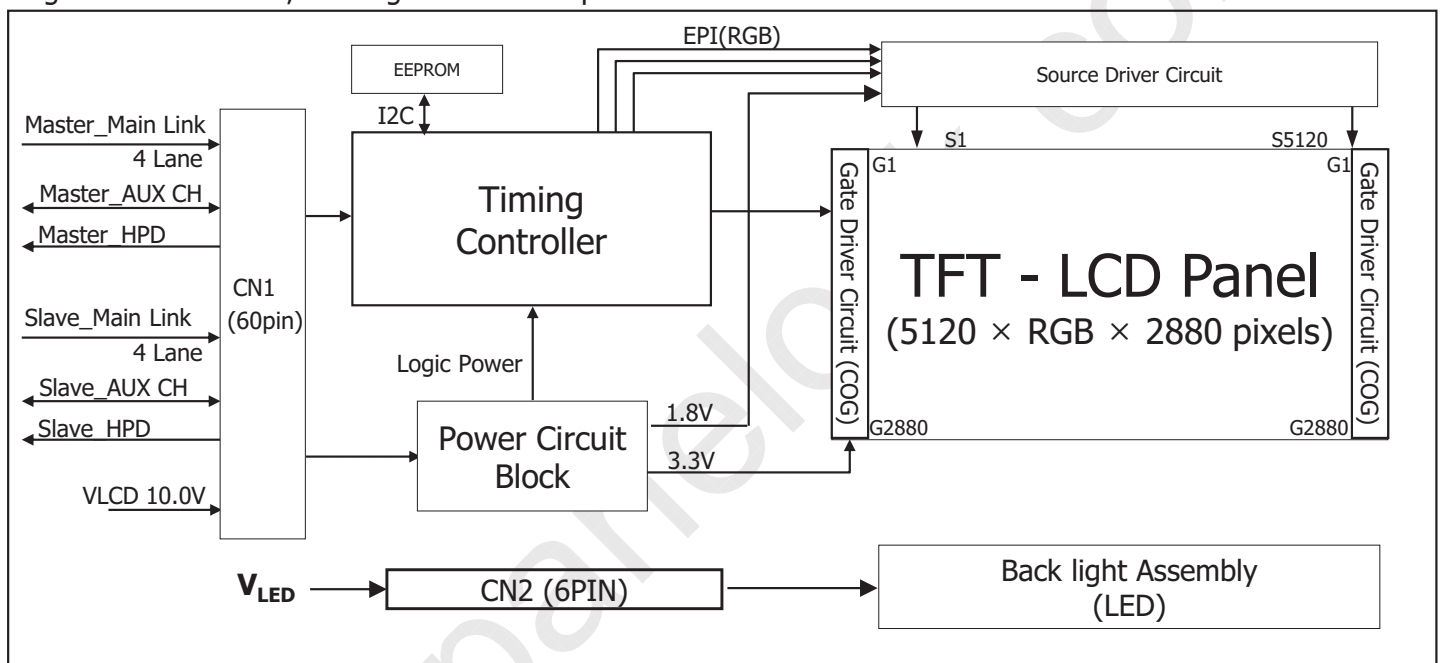 EPI(RGB)
EEPROM
Source Driver Circuit
I2C
Master_Main Link
4 Lane
S1
S5120
G1
G1
Master_AUX CH
Timing
Controller
Gate Driver Circuit (COG)
Gate Driver Circuit (COG)
Master_HPD
TFT - LCD Panel
(5120 × RGB × 2880 pixels)
CN1
(60pin)
Slave_Main Link
4 Lane
Logic Power
Slave_AUX CH
1.8V
Slave_HPD
Power Circuit
Block
G2880
G2880
3.3V
VLCD 10.0V
VLED
CN2 (6PIN)
Back light Assembly
(LED)